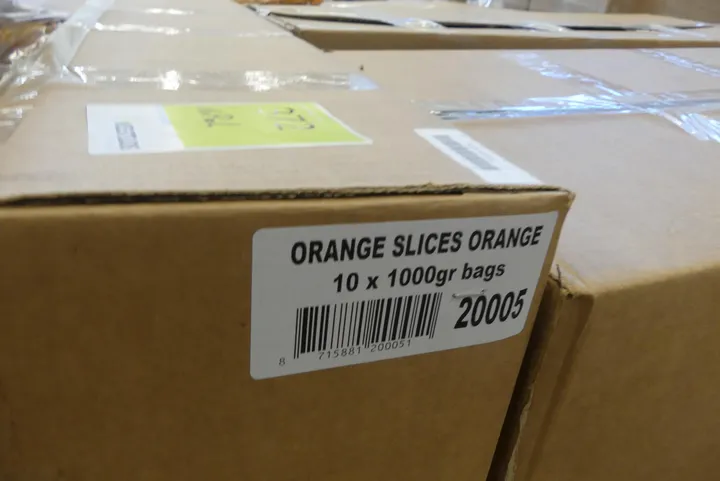 ORANGE SLICES ORANGE
10 x 1000gr bags
20005
8 715881 200051